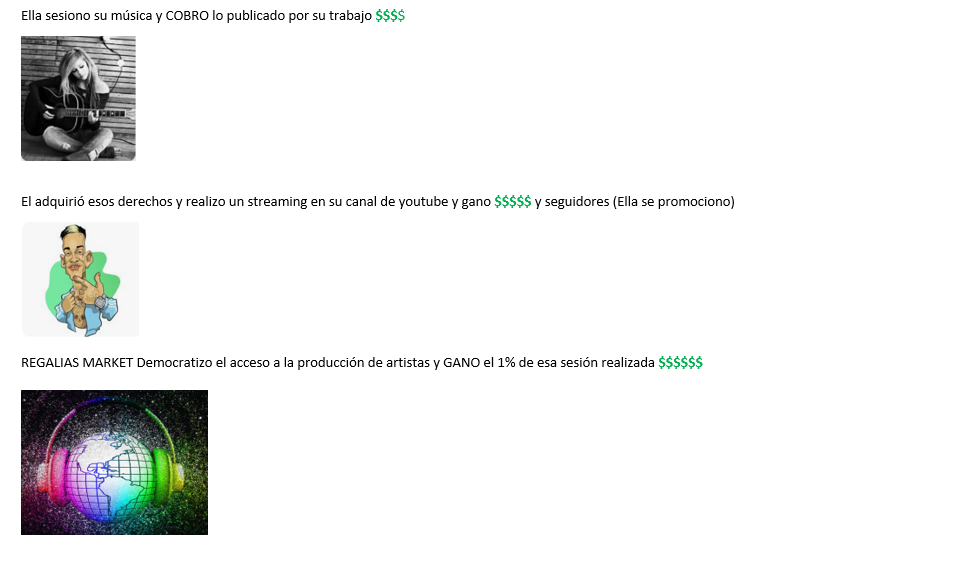 Ella sesiono su música y COBRO lo publicado por su trabajo $$$$
El adquirió esos derechos y realizo un streaming en su canal de youtube y gano $$$$$ y seguidores (Ella se promociono)
REGALIAS MARKET Democratizo el acceso a la producción de artistas y GANO el 1% de esa sesión realizada $$$$$$